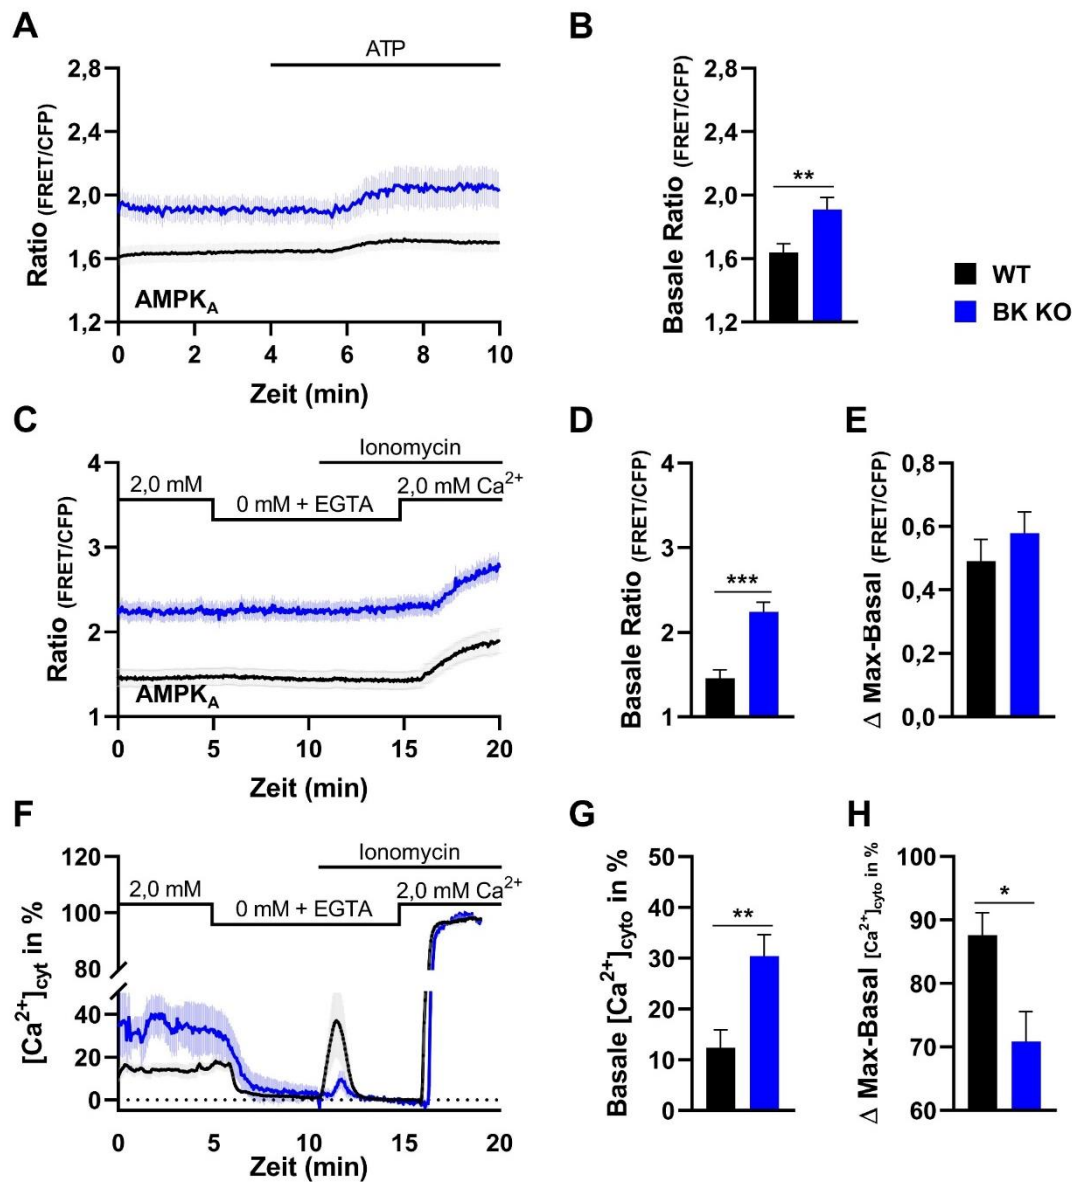 A
ATP
Ratio (FRET/CFP)
2,8
2,4
2,0
1,6
1,2
AMPKA
0 2 4 6 8 10
Zeit (min)
B
Basale Ratio (FRET/CFP)
2,8
2,4
2,0
1,6
1,2
**
WT
BK KO
C
Ionomycin
2,0 mM
0 mM + EGTA
2,0 mM Ca2+
Ratio (FRET/CFP)
4
3
2
1
AMPKA
0 5 10 15 20
Zeit (min)
D
Basale Ratio (FRET/CFP)
4
3
2
1
***
E
Δ Max-Basal (FRET/CFP)
0,8
0,6
0,4
0,2
0,0
F
Ionomycin
2,0 mM
0 mM + EGTA
2,0 mM Ca2+
[Ca2+]cyt in %
120
100
80
40
20
0
0 5 10 15 20
Zeit (min)
G
Basale [Ca2+]cyto in %
50
40
30
20
10
0
**
H
Δ Max-Basal [Ca2+]cyto in %
100
90
80
70
60
*